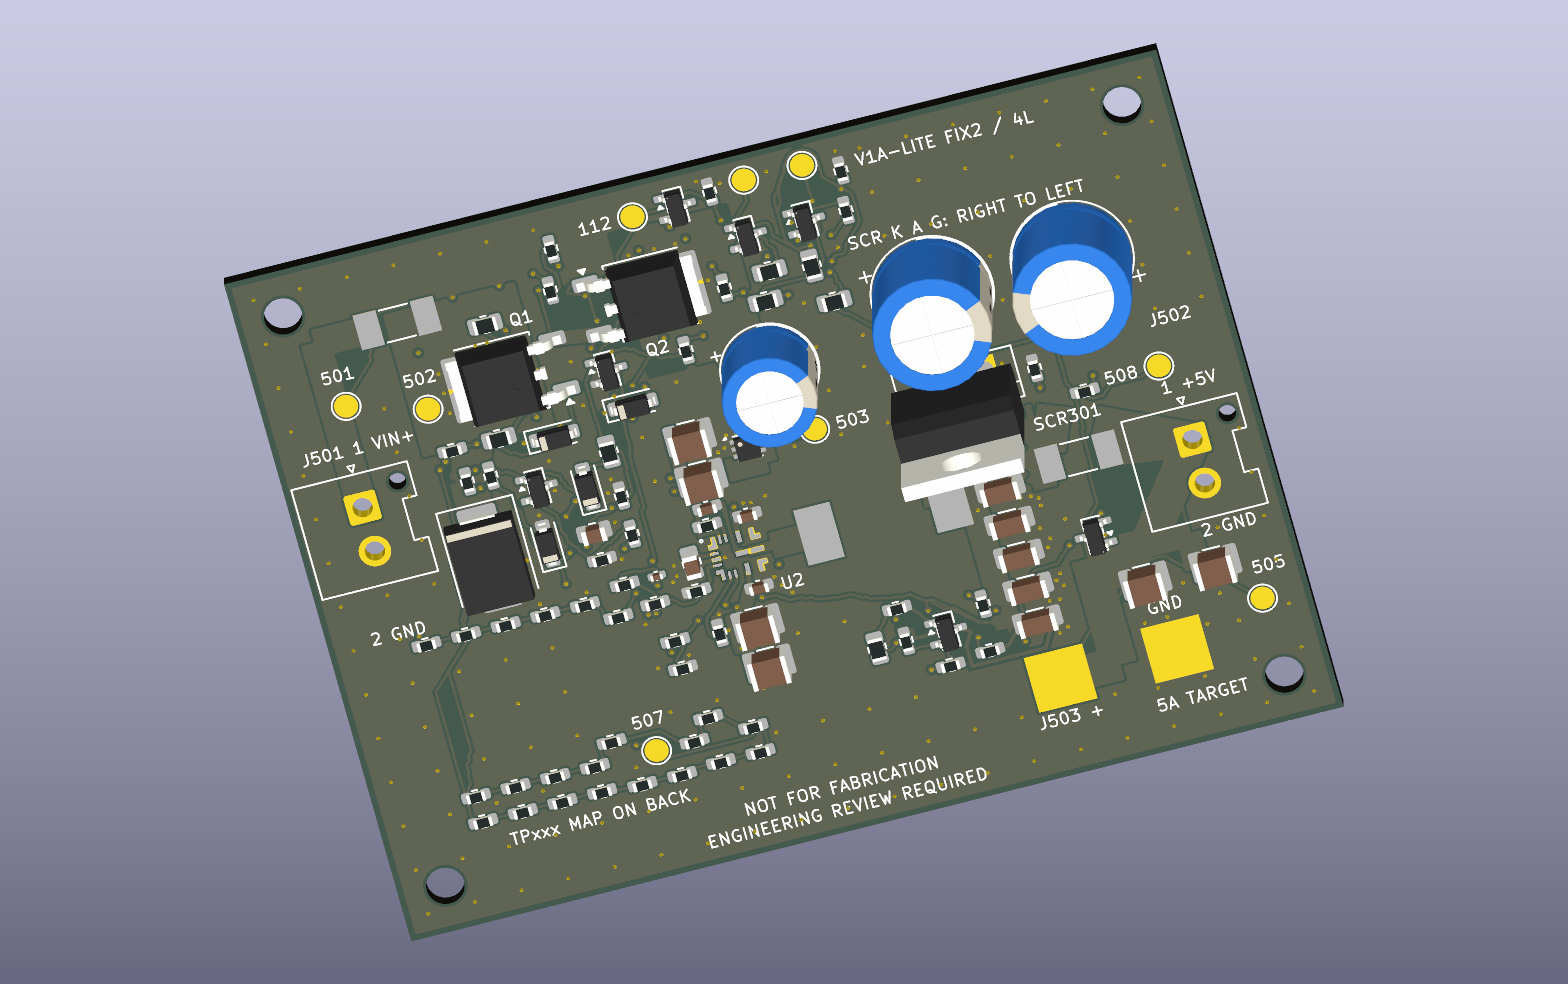 V1A-LITE FIX2 / 4L
SCR K A G: RIGHT TO LEFT
112
+
+
Q1
Q2
+
J502
501
502
503
508
1 +5V
SCR301
J501 1 VIN+
2 GND
505
U2
GND
2 GND
5A TARGET
J503 +
507
TPxxx MAP ON BACK
NOT FOR FABRICATION
ENGINEERING REVIEW REQUIRED